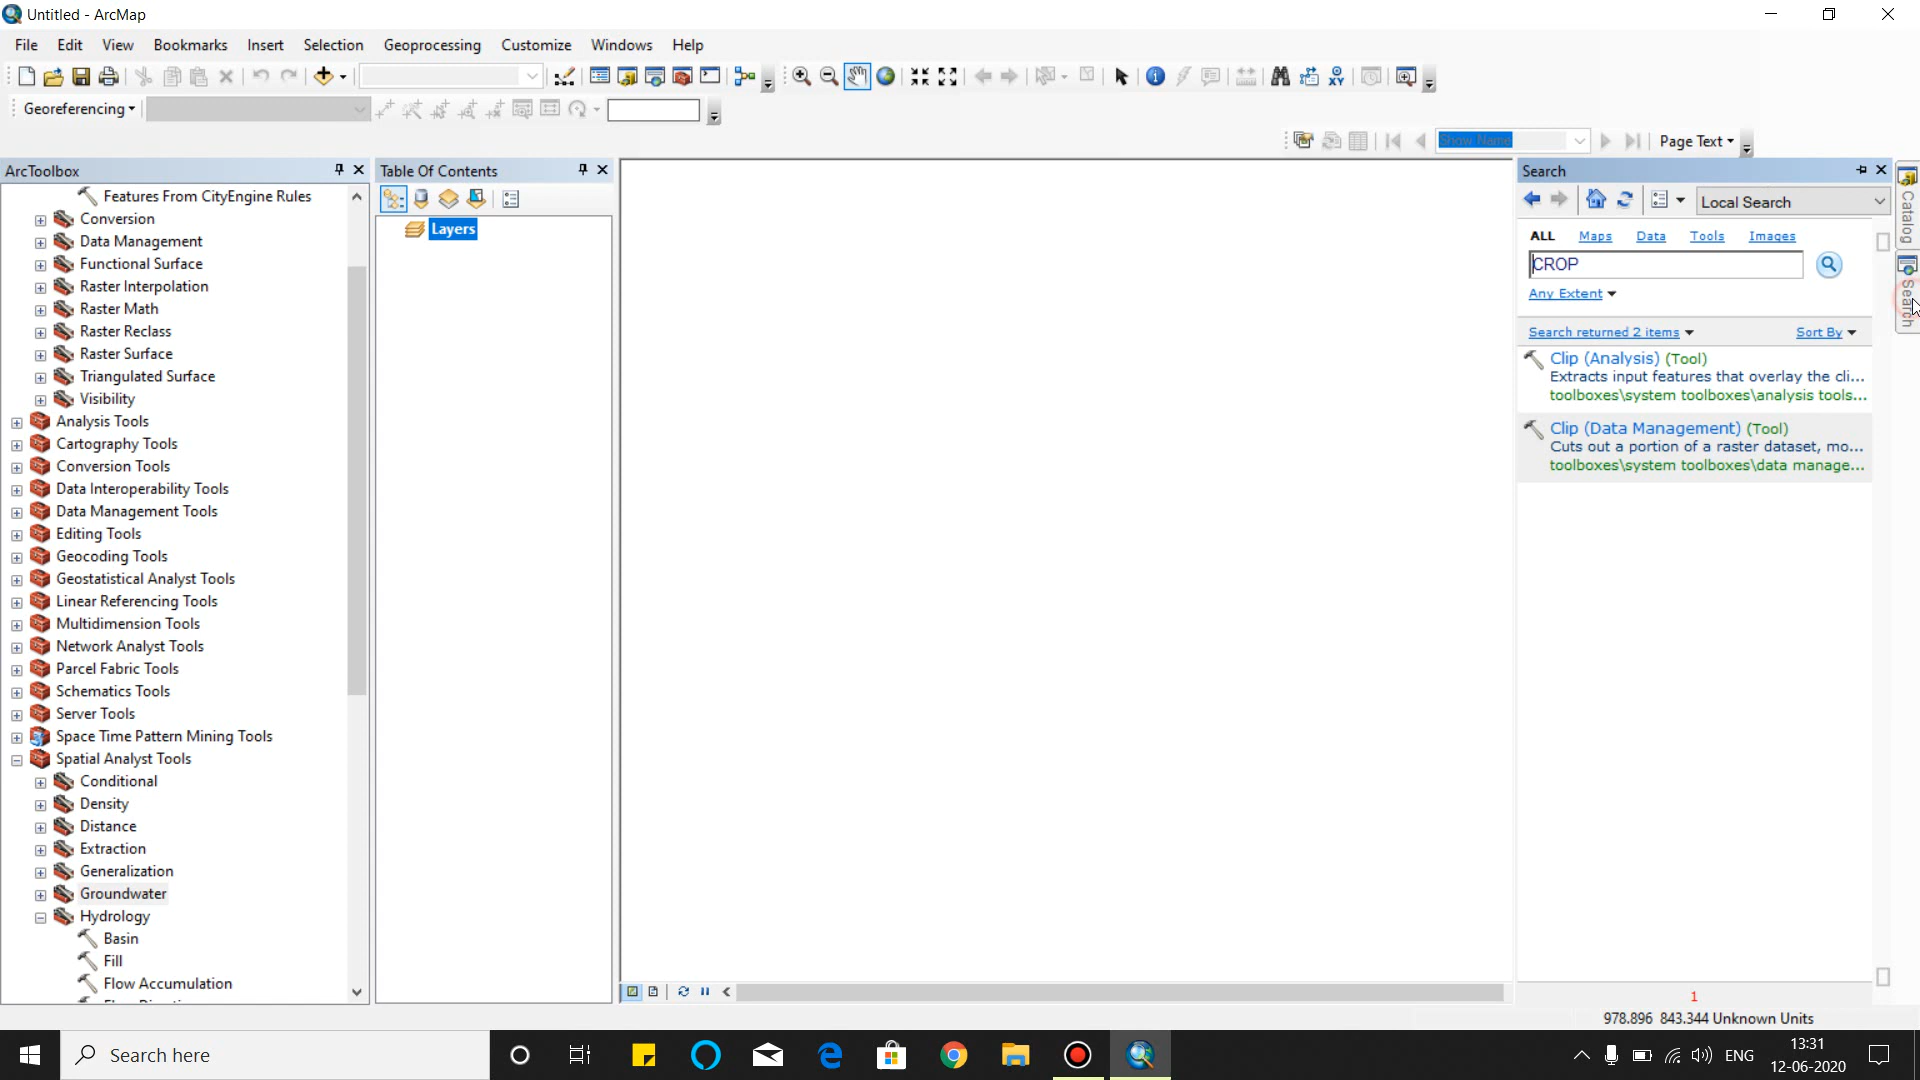 Untitled - ArcMap
File Edit View Bookmarks Insert Selection Geoprocessing Customize Windows Help
Georeferencing
Show Name
Page Text
ArcToolbox
Features From CityEngine Rules
Conversion
Data Management
Functional Surface
Raster Interpolation
Raster Math
Raster Reclass
Raster Surface
Triangulated Surface
Visibility
Analysis Tools
Cartography Tools
Conversion Tools
Data Interoperability Tools
Data Management Tools
Editing Tools
Geocoding Tools
Geostatistical Analyst Tools
Linear Referencing Tools
Multidimension Tools
Network Analyst Tools
Parcel Fabric Tools
Schematics Tools
Server Tools
Space Time Pattern Mining Tools
Spatial Analyst Tools
Conditional
Density
Distance
Extraction
Generalization
Groundwater
Hydrology
Basin
Fill
Flow Accumulation
Table Of Contents
Layers
Search
Local Search
ALL Maps Data Tools Images
CROP
Any Extent
Search returned 2 items Sort By
Clip (Analysis) (Tool)
Extracts input features that overlay the cli...
toolboxes\system toolboxes\analysis tools...
Clip (Data Management) (Tool)
Cuts out a portion of a raster dataset, mo...
toolboxes\system toolboxes\data manage...
1
Catalog
Search
978.896 843.344 Unknown Units
Search here
ENG
13:31
12-06-2020